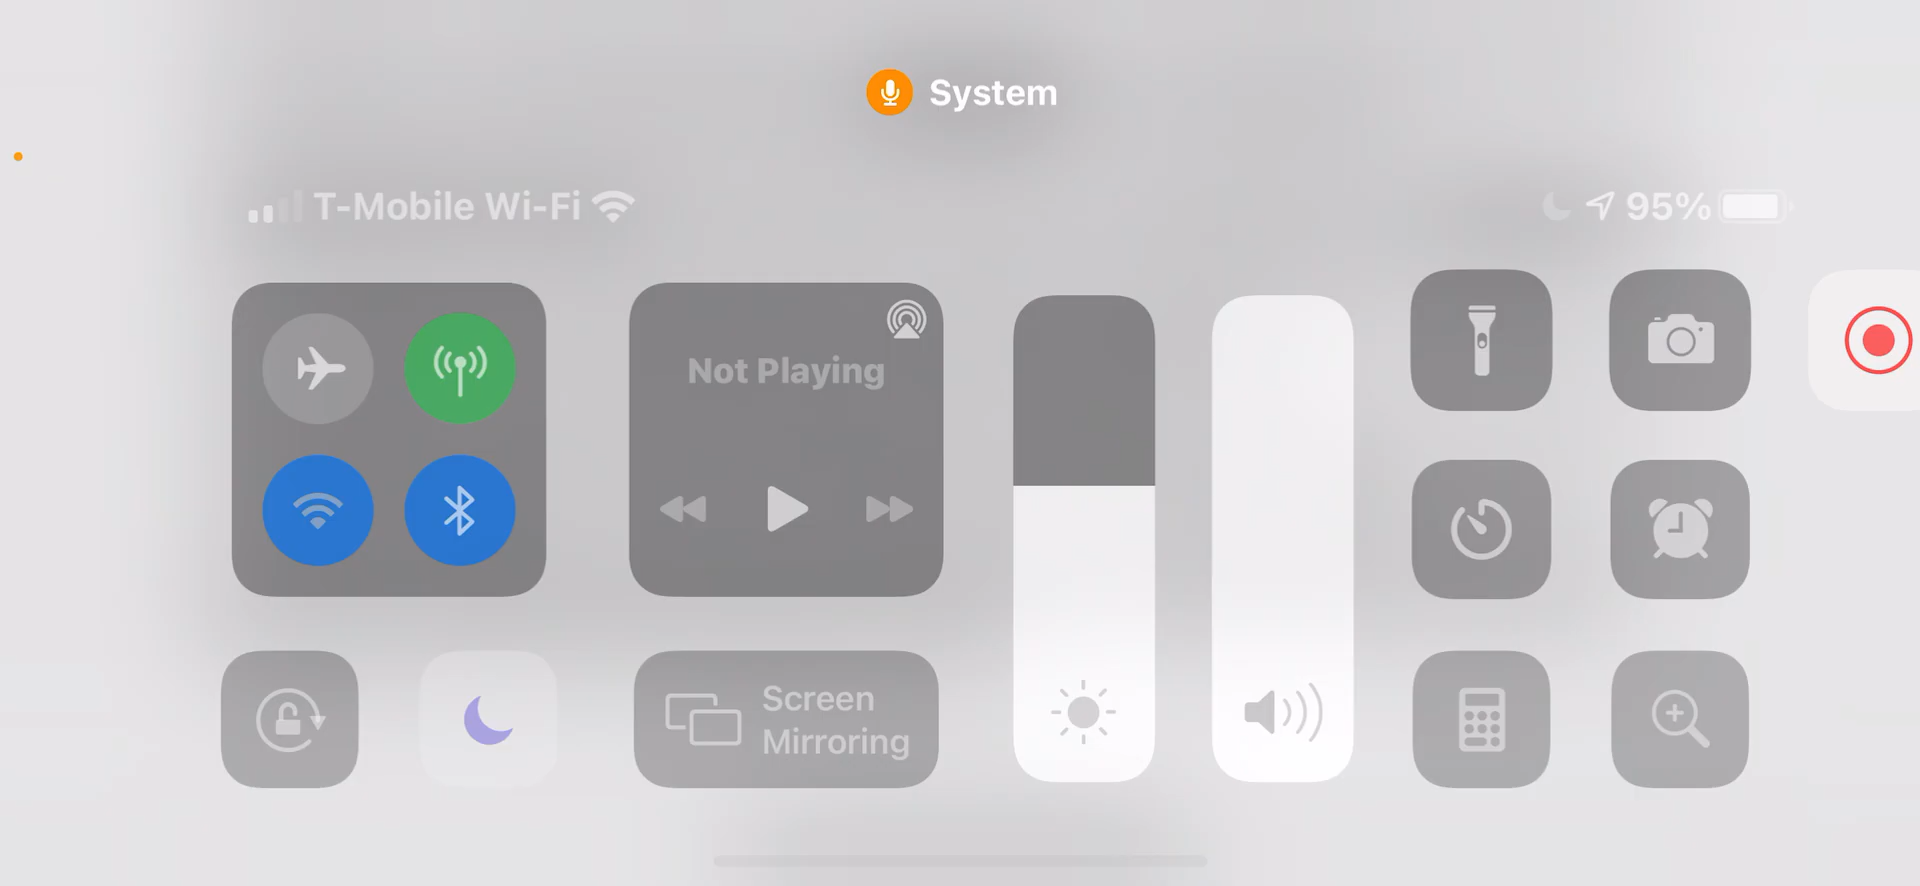 System
T-Mobile Wi-Fi
95%
Not Playing
Screen
Mirroring